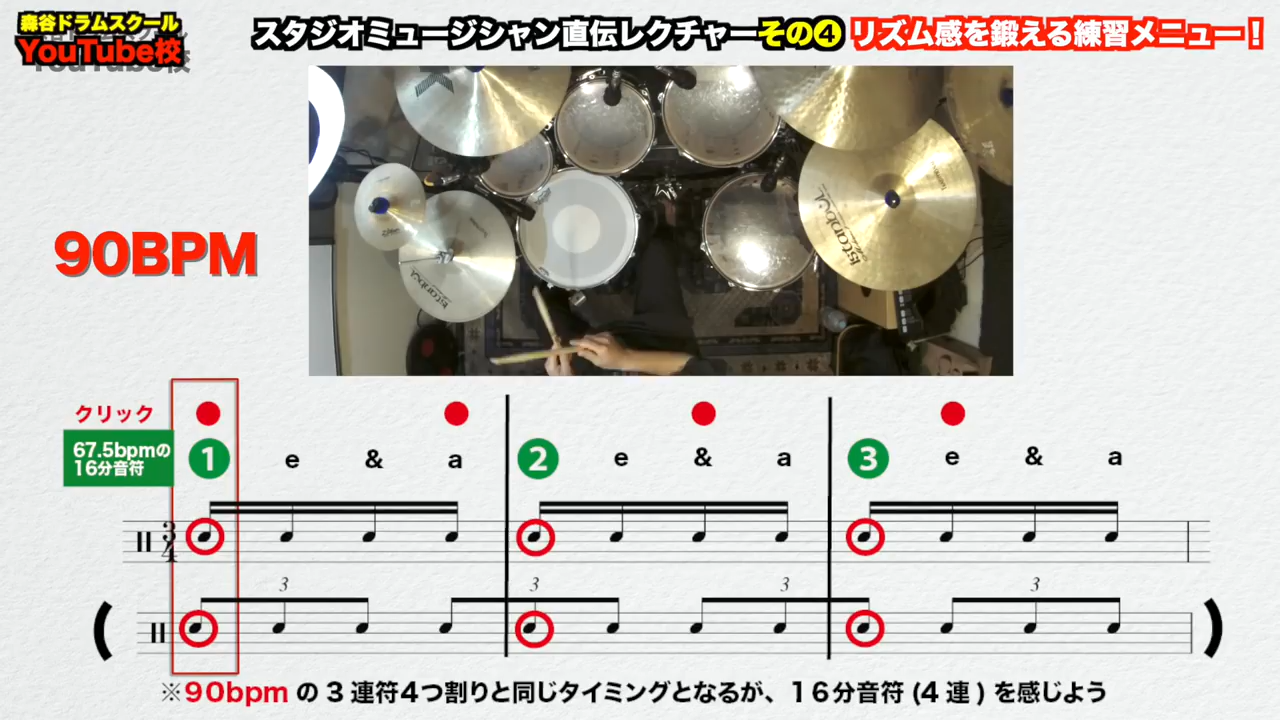 森谷ドラムスクール
YouTube校
スタジオミュージシャン直伝レクチャーその④ リズム感を鍛える練習メニュー!
90BPM
クリック
67.5bpmの
16分音符
1 e & a 2 e & a 3 e & a
3
4
3 3 3 3
( )
※90bpm の 3 連符4つ割りと同じタイミングとなるが、16分音符 (4 連 ) を感じよう
istanbul
istanbul